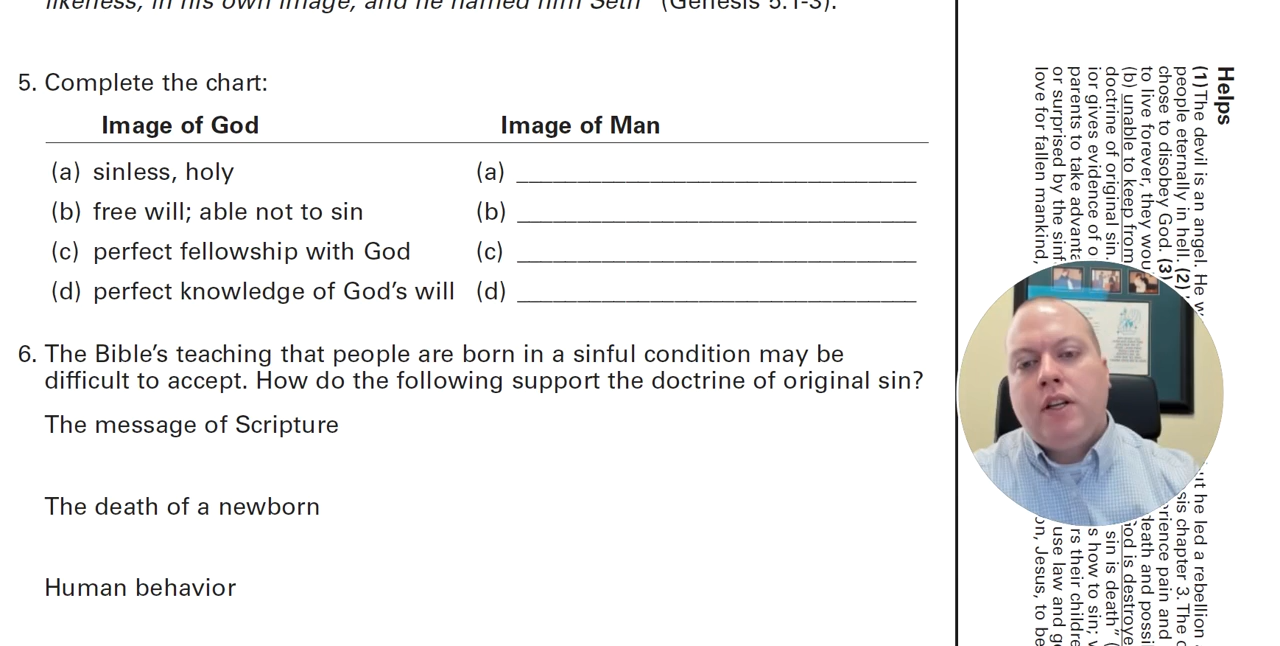 likeness, in his own image, and he named him Seth" (Genesis 5:1-3).
5. Complete the chart:
Image of God Image of Man
(a) sinless, holy (a)
(b) free will; able not to sin (b)
(c) perfect fellowship with God (c)
(d) perfect knowledge of God's will (d)
6. The Bible's teaching that people are born in a sinful condition may be
difficult to accept. How do the following support the doctrine of original sin?
The message of Scripture
The death of a newborn
Human behavior
Helps
(1) The devil is an angel. He ut he led a rebellion
people eternally in hell. (2) sis chapter 3. The
chose to disobey God. (3) rience pain and
to live forever, they wou death and possi
(b) unable to keep from God is destroye
doctrine of original sin. sin is death" (
ior gives evidence of o s how to sin;
parents to take advanta rs their childre
or surprised by the sinf use law and
love for fallen mankind, on, Jesus, to be